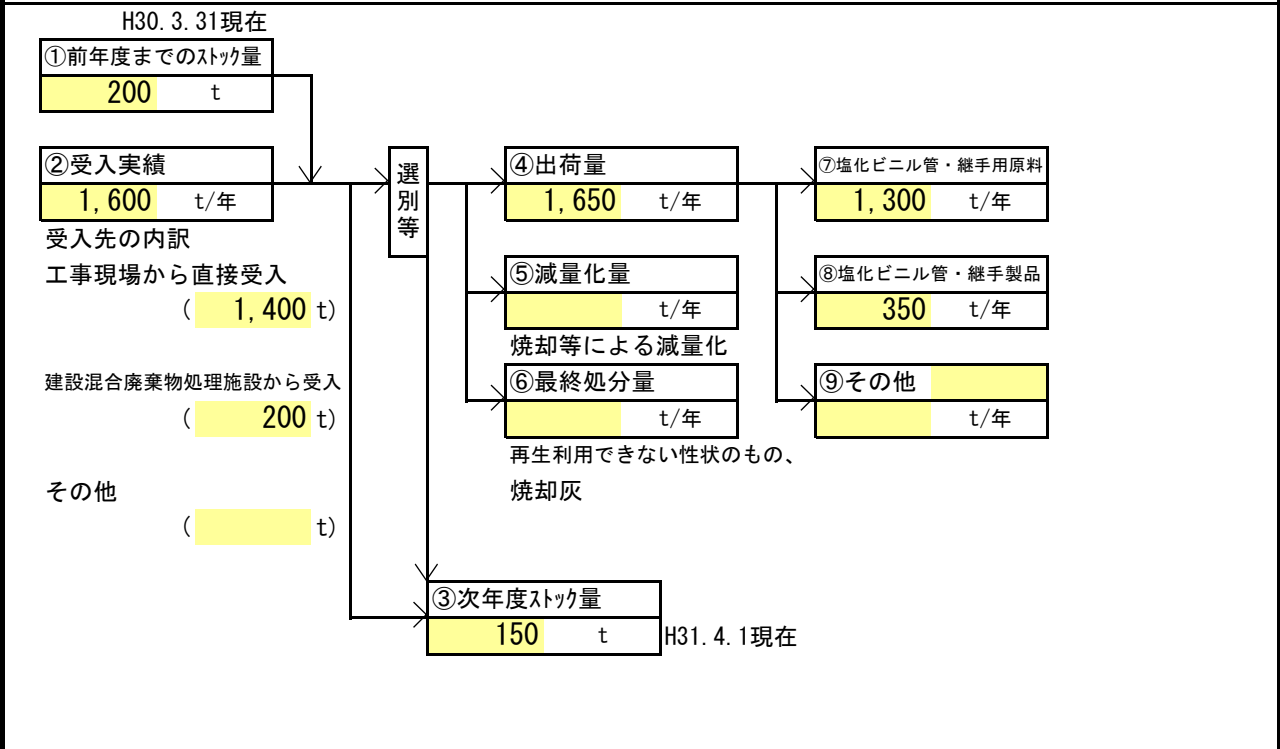 H30.3.31現在
①前年度までのｽﾄｯｸ量
200 t
②受入実績
1,600 t/年
受入先の内訳
工事現場から直接受入
( 1,400 t)
建設混合廃棄物処理施設から受入
( 200 t)
その他
( t)
選別等
④出荷量
1,650 t/年
⑤減量化量
t/年
焼却等による減量化
⑥最終処分量
t/年
再生利用できない性状のもの、
焼却灰
⑦塩化ビニル管・継手用原料
1,300 t/年
⑧塩化ビニル管・継手製品
350 t/年
⑨その他
t/年
③次年度ｽﾄｯｸ量
150 t
H31.4.1現在